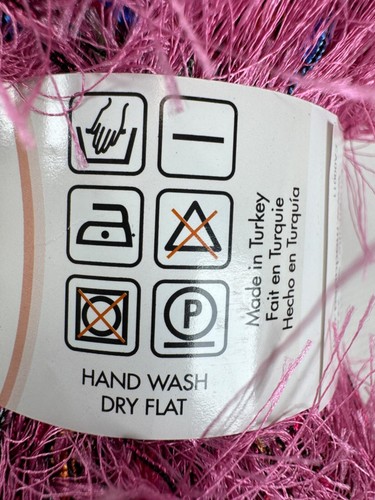 P
HAND WASH
DRY FLAT
Made in Turkey
Fait en Turquie
Hecho en Turquía